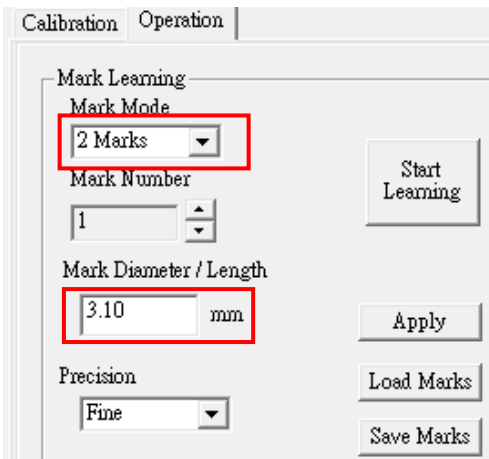 Calibration Operation
Mark Learning
Mark Mode
2 Marks
Mark Number
1
Start
Learning
Mark Diameter / Length
3.10 mm
Apply
Precision
Fine
Load Marks
Save Marks